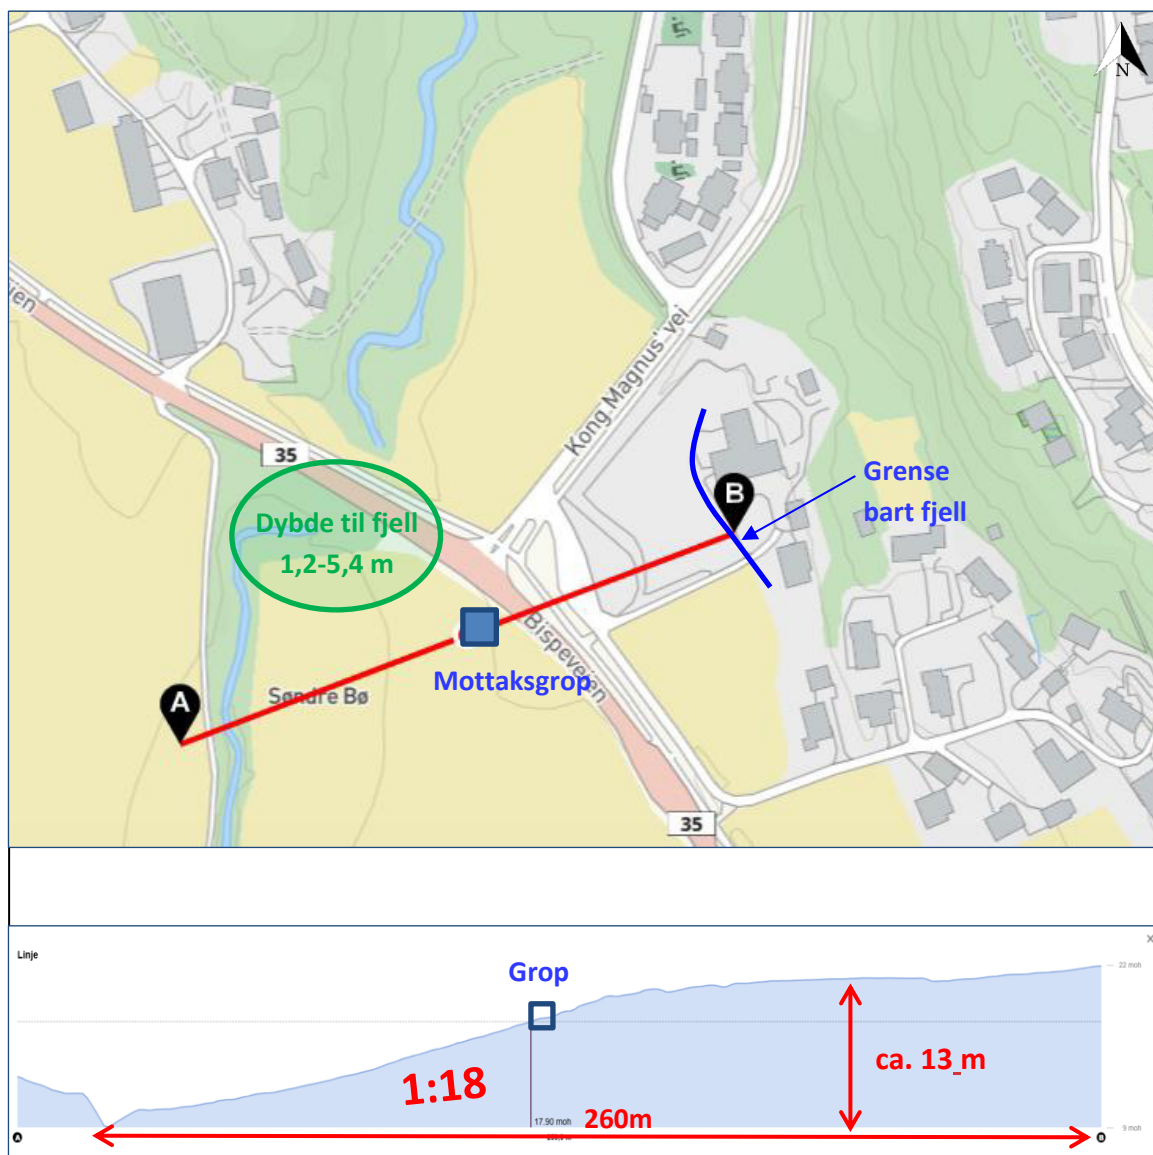 N
uen
Kong Magnus' vei
35
B
Grense
bart fjell
Dybde til fjell
1,2-5,4 m
Bispeveien
Mottaksgrop
A
Søndre Bø
35
Linje
x
22 moh
Grop
ca. 13 m
1:18
17.90 moh
260m
9 moh
A
B